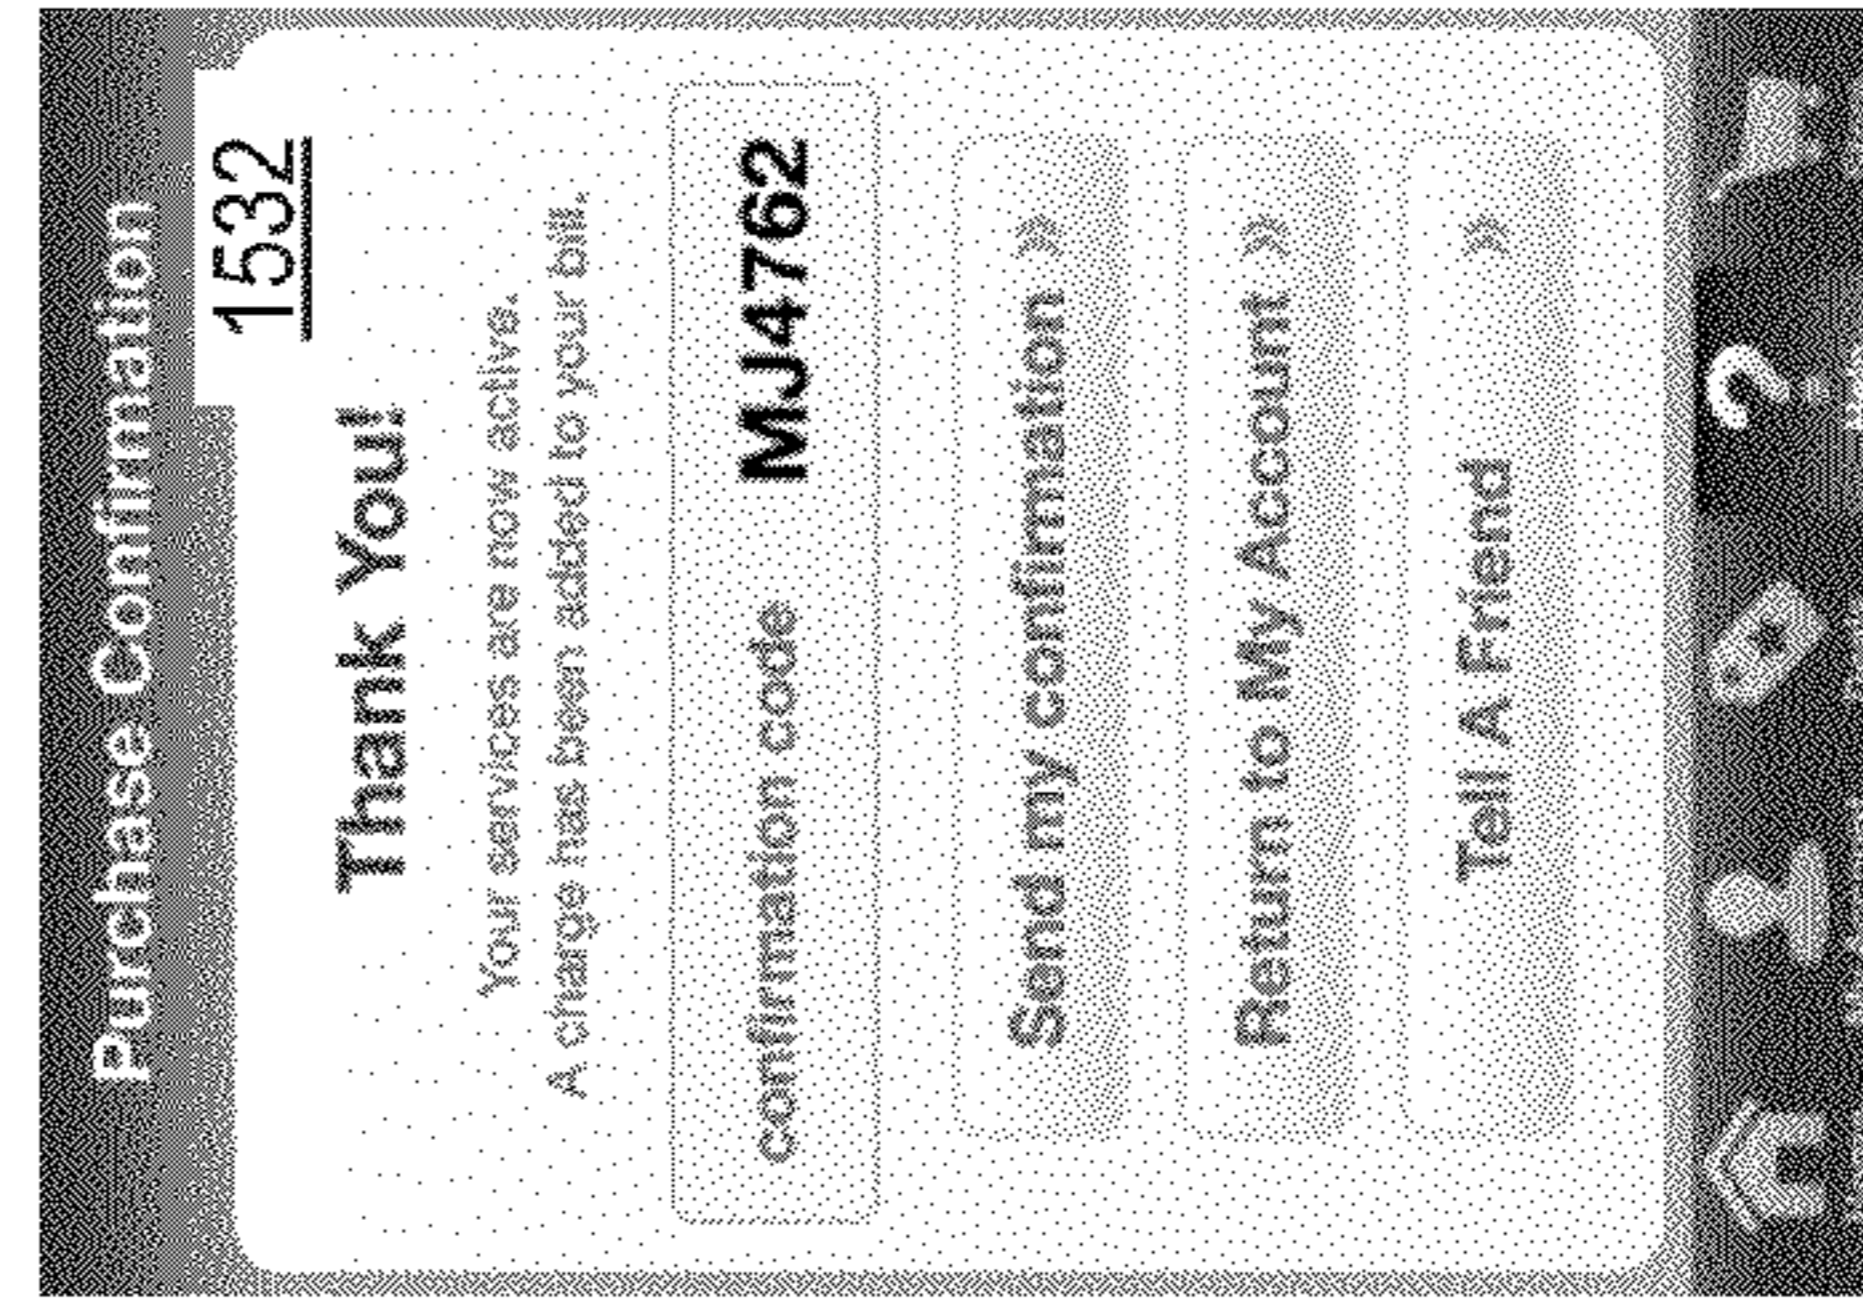 Purchase Confirmation
1532
Thank You!
Your services are now active.
A charge has been added to your bill.
confirmation code MJ4762
Send my confirmation »
Return to My Account »
Tell A Friend »
?